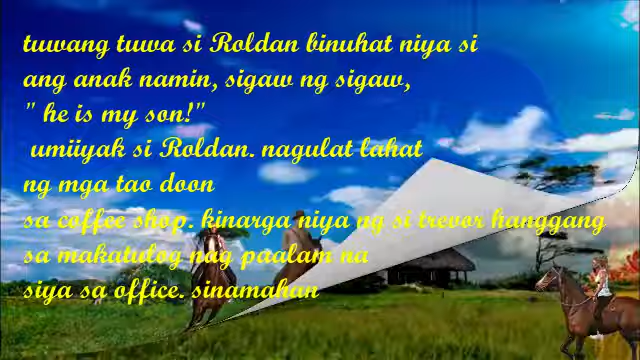 tuwang tuwa si Roldan binuhat niya si
ang anak namin, sigaw ng sigaw,
" he is my son!"
umiiyak si Roldan. nagulat lahat
ng mga tao doon
sa coffee shop. kinarga niya ng si trevor hanggang
sa makatulog nag paalam na
siya sa office. sinamahan